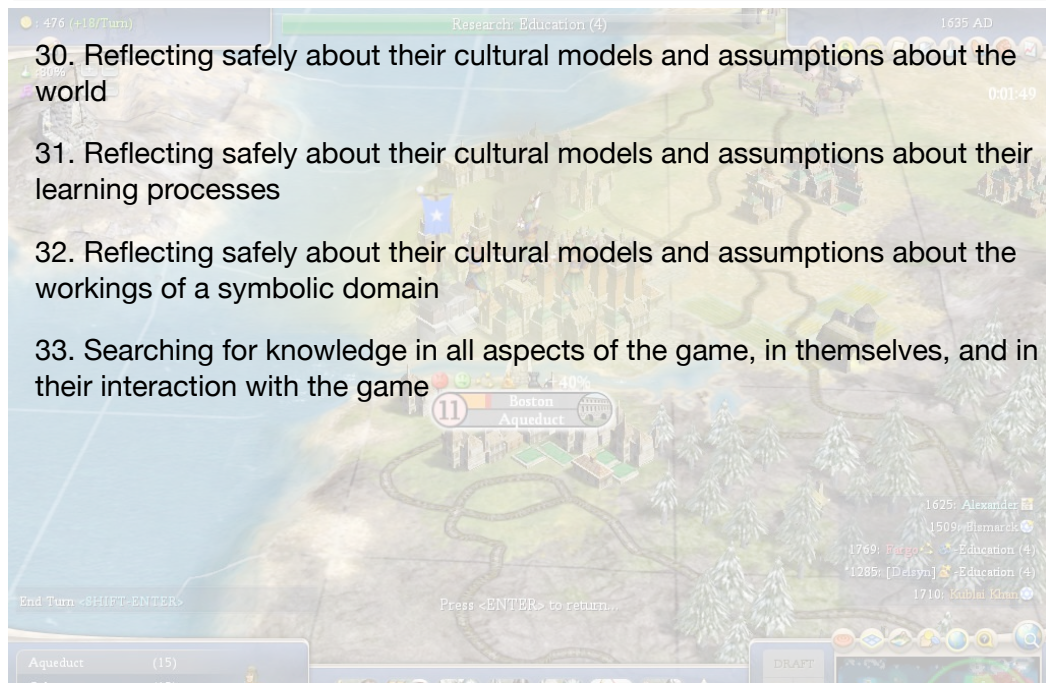 : 476 (+18/Turn)
Research: Education (4)
1635 AD
30. Reflecting safely about their cultural models and assumptions about the
world
0:01:49
31. Reflecting safely about their cultural models and assumptions about their
learning processes
32. Reflecting safely about their cultural models and assumptions about the
workings of a symbolic domain
33. Searching for knowledge in all aspects of the game, in themselves, and in
their interaction with the game
40%
11
Boston
Aqueduct
1625: Alexander
1509: Bismarck
1769: Fargo -Education (4)
1285: [Delsyn] -Education (4)
1710: Kublai Khan
End Turn <SHIFT-ENTER>
Press <ENTER> to return...
Aqueduct (15)
DRAFT